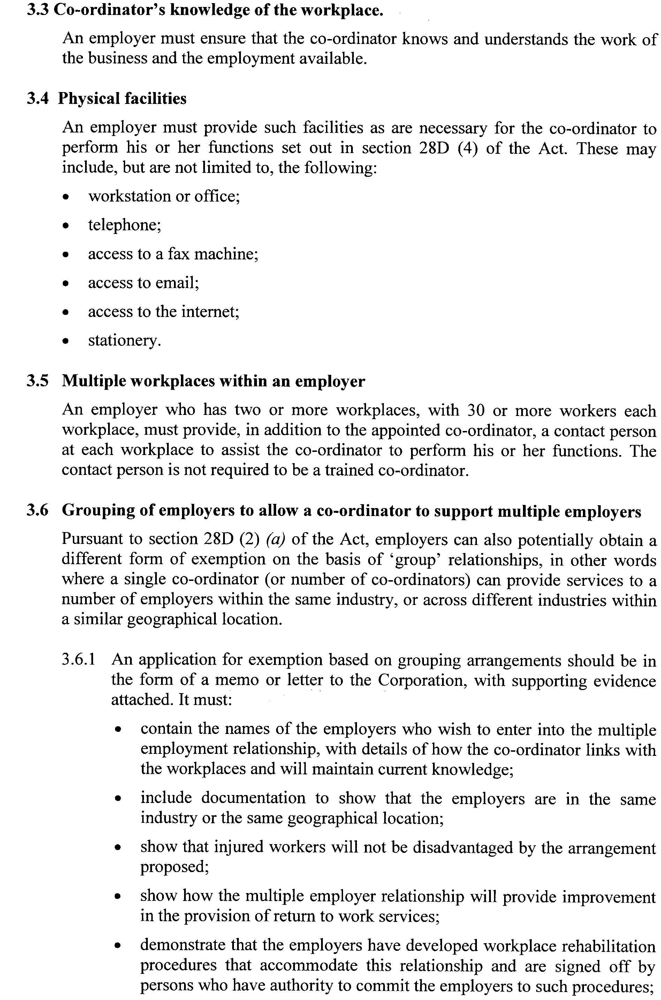 3.3 Co-ordinator’s knowledge of the workplace.
An employer must ensure that the co-ordinator knows and understands the work of
the business and the employment available.
3.4 Physical facilities
An employer must provide such facilities as are necessary for the co-ordinator to
perform his or her functions set out in section 28D (4) of the Act. These may
include, but are not limited to, the following:
• workstation or office;
• telephone;
• access to a fax machine;
• access to email;
• access to the internet;
• stationery.
3.5 Multiple workplaces within an employer
An employer who has two or more workplaces, with 30 or more workers each
workplace, must provide, in addition to the appointed co-ordinator, a contact person
at each workplace to assist the co-ordinator to perform his or her functions. The
contact person is not required to be a trained co-ordinator.
3.6 Grouping of employers to allow a co-ordinator to support multiple employers
Pursuant to section 28D (2) (a) of the Act, employers can also potentially obtain a
different form of exemption on the basis of ‘group’ relationships, in other words
where a single co-ordinator (or number of co-ordinators) can provide services to a
number of employers within the same industry, or across different industries within
a similar geographical location.
3.6.1 An application for exemption based on grouping arrangements should be in
the form of a memo or letter to the Corporation, with supporting evidence
attached. It must:
• contain the names of the employers who wish to enter into the multiple
employment relationship, with details of how the co-ordinator links with
the workplaces and will maintain current knowledge;
• include documentation to show that the employers are in the same
industry or the same geographical location;
• show that injured workers will not be disadvantaged by the arrangement
proposed;
• show how the multiple employer relationship will provide improvement
in the provision of return to work services;
• demonstrate that the employers have developed workplace rehabilitation
procedures that accommodate this relationship and are signed off by
persons who have authority to commit the employers to such procedures;